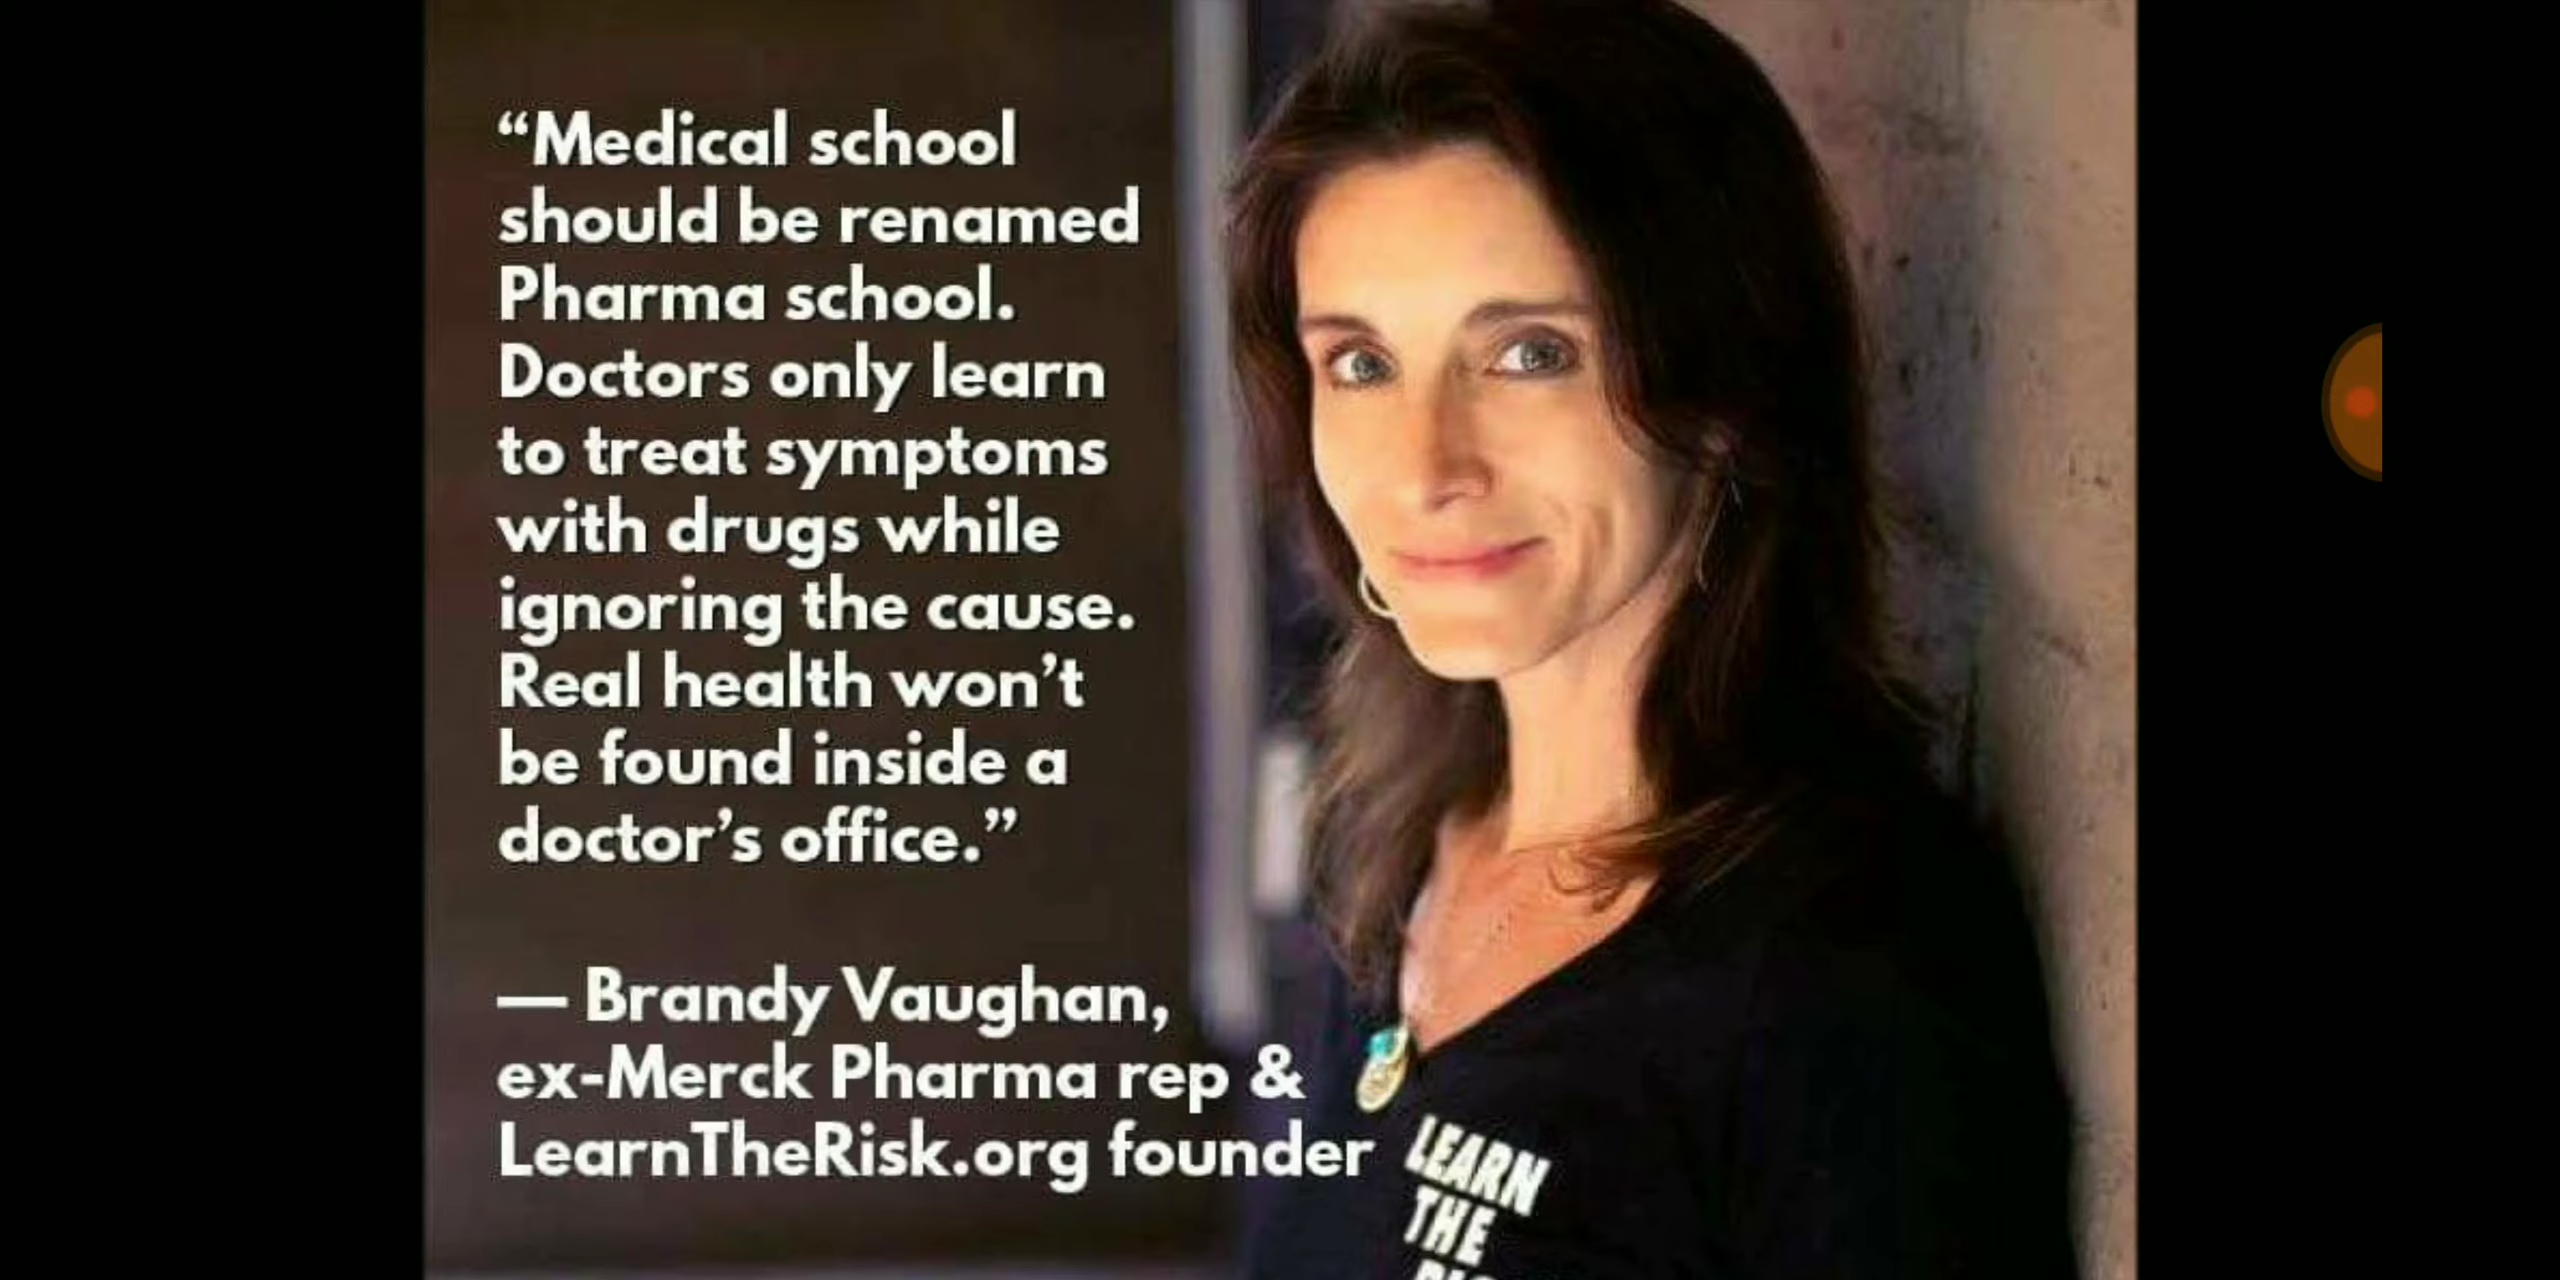 “Medical school
should be renamed
Pharma school.
Doctors only learn
to treat symptoms
with drugs while
ignoring the cause.
Real health won’t
be found inside a
doctor’s office.”
— Brandy Vaughan,
ex-Merck Pharma rep &
LearnTheRisk.org founder
LEARN
THE